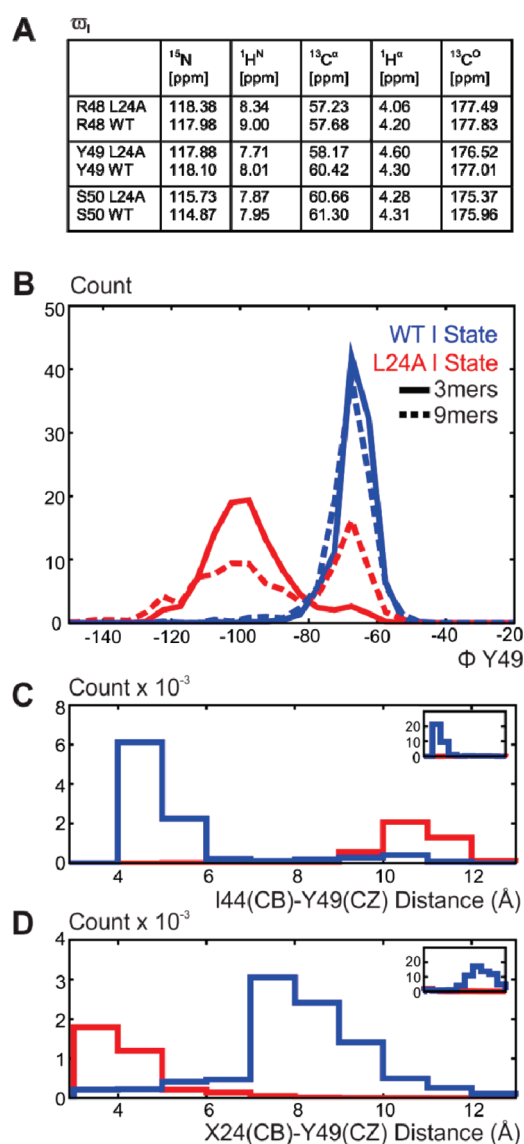 A
ϖI
15N 1HN 13Cα 1Hα 13CO
[ppm] [ppm] [ppm] [ppm] [ppm]
R48 L24A 118.38 8.34 57.23 4.06 177.49
R48 WT 117.98 9.00 57.68 4.20 177.83
Y49 L24A 117.88 7.71 58.17 4.60 176.52
Y49 WT 118.10 8.01 60.42 4.30 177.01
S50 L24A 115.73 7.87 60.66 4.28 175.37
S50 WT 114.87 7.95 61.30 4.31 175.96
B
Count
50
40
30
20
10
0
WT I State
L24A I State
3mers
9mers
-140 -120 -100 -80 -60 -40 -20
Φ Y49
C
Count x 10-3
8
6
4
2
0
20
10
0
4 6 8 10 12
I44(CB)-Y49(CZ) Distance (Å)
D
Count x 10-3
4
3
2
1
0
20
10
0
4 6 8 10 12
X24(CB)-Y49(CZ) Distance (Å)